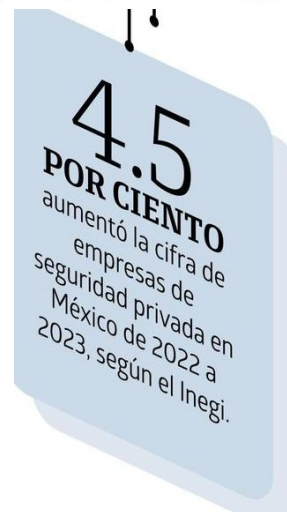 4.5
POR CIENTO
aumentó la cifra de
empresas de
seguridad privada en
México de 2022 a
2023, según el Inegi.